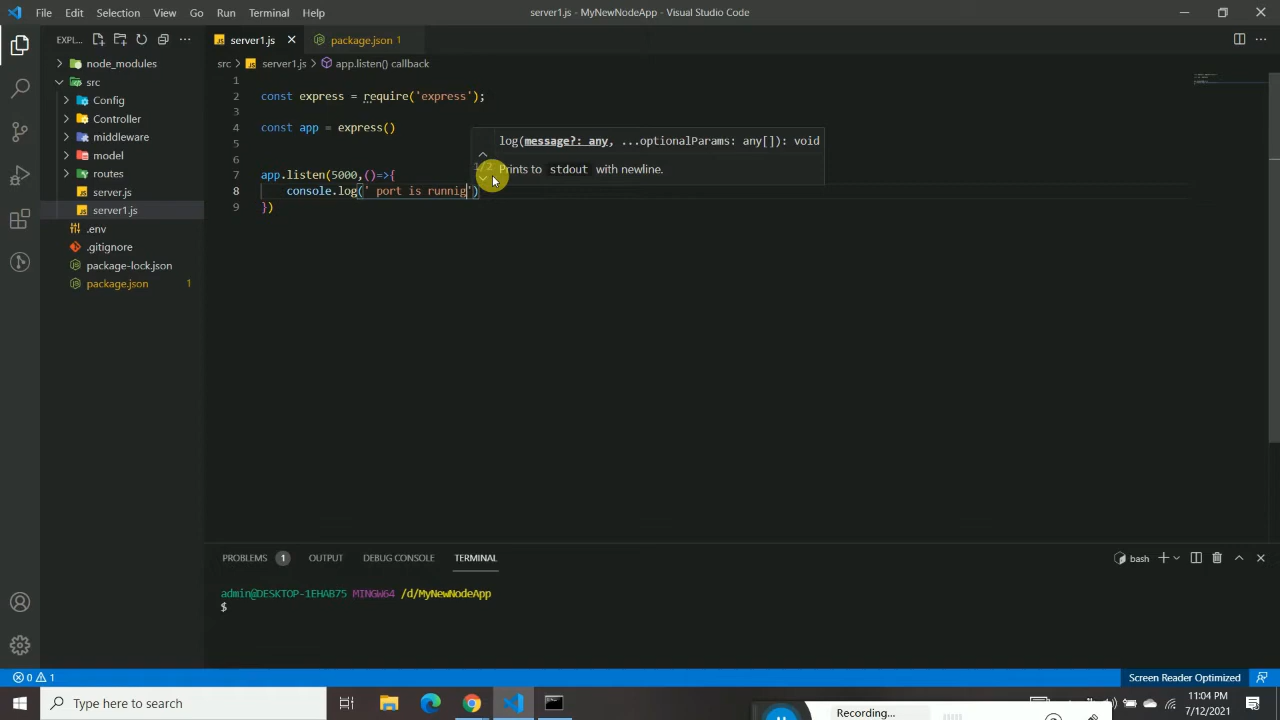 File Edit Selection View Go Run Terminal Help
server1.js - MyNewNodeApp - Visual Studio Code
EXPL...
server1.js
package.json 1
node_modules
src
Config
Controller
middleware
model
routes
server.js
server1.js
.env
.gitignore
package-lock.json
package.json 1
src > server1.js > app.listen() callback
1
2 const express = require('express');
3
4 const app = express()
5
6
7 app.listen(5000,()=>{
8 console.log(' port is runnig')
9 })
log(message?: any, ...optionalParams: any[]): void
1/2
Prints to stdout with newline.
PROBLEMS 1 OUTPUT DEBUG CONSOLE TERMINAL
bash
admin@DESKTOP-1EHAB75 MINGW64 /d/MyNewNodeApp
$
0 1
Screen Reader Optimized
Type here to search
Recording...
11:04 PM
7/12/2021